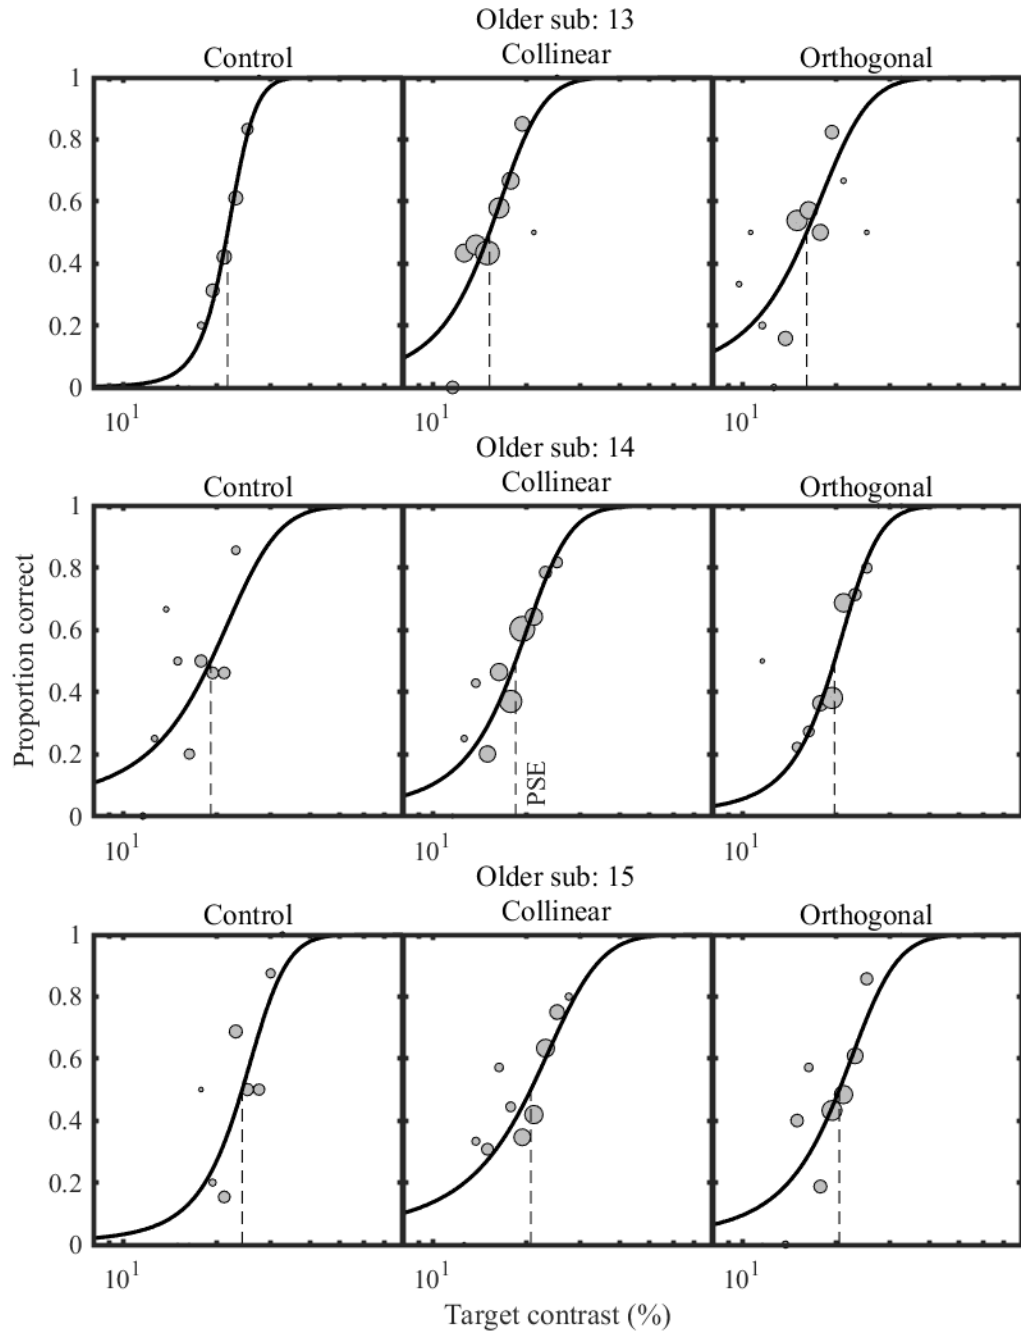 Older sub: 13
Control Collinear Orthogonal
1
0.8
0.6
0.4
0.2
0
10^1 10^1 10^1
Older sub: 14
Control Collinear Orthogonal
1
0.8
0.6
0.4
0.2
0
Proportion correct
PSE
10^1 10^1 10^1
Older sub: 15
Control Collinear Orthogonal
1
0.8
0.6
0.4
0.2
0
10^1 10^1 10^1
Target contrast (%)